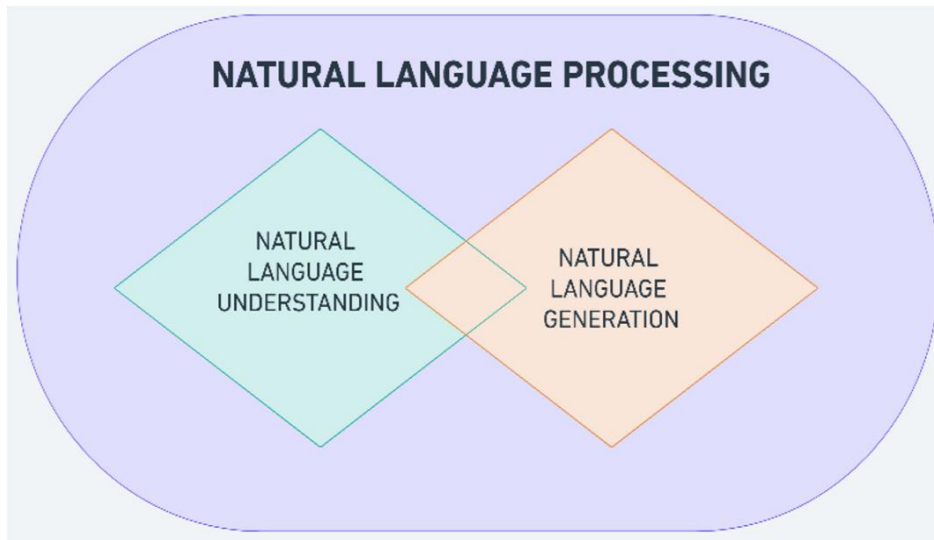 NATURAL LANGUAGE PROCESSING
NATURAL
LANGUAGE
UNDERSTANDING
NATURAL
LANGUAGE
GENERATION